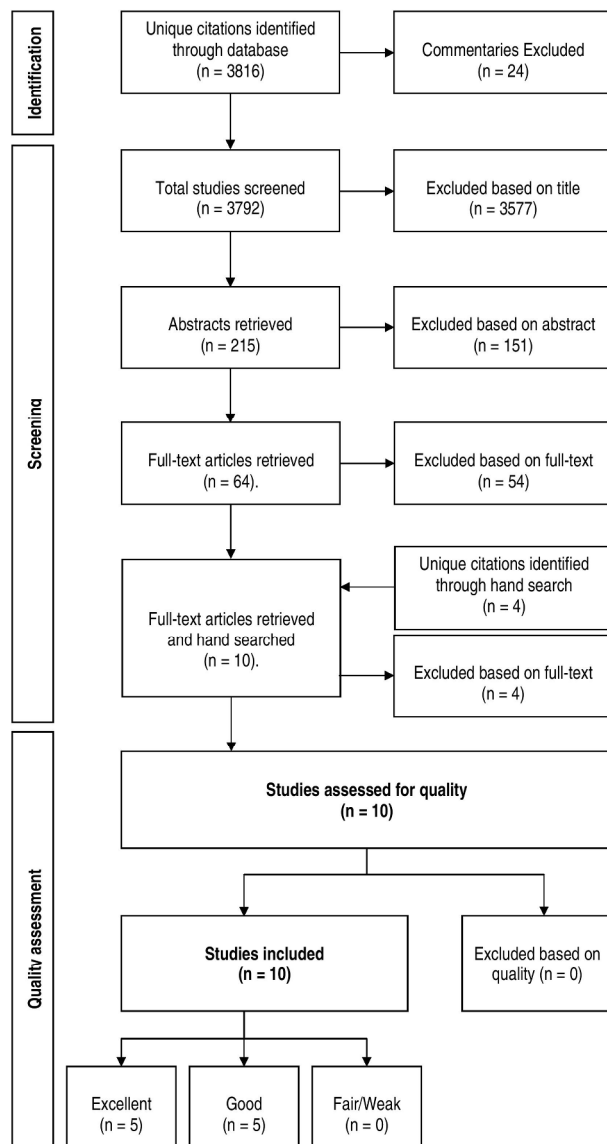 Identification
Unique citations identified
through database
(n = 3816)
Commentaries Excluded
(n = 24)
Screening
Total studies screened
(n = 3792)
Excluded based on title
(n = 3577)
Abstracts retrieved
(n = 215)
Excluded based on abstract
(n = 151)
Full-text articles retrieved
(n = 64).
Excluded based on full-text
(n = 54)
Unique citations identified
through hand search
(n = 4)
Full-text articles retrieved
and hand searched
(n = 10).
Excluded based on full-text
(n = 4)
Quality assessment
Studies assessed for quality
(n = 10)
Studies included
(n = 10)
Excluded based on
quality (n = 0)
Excellent
(n = 5)
Good
(n = 5)
Fair/Weak
(n = 0)